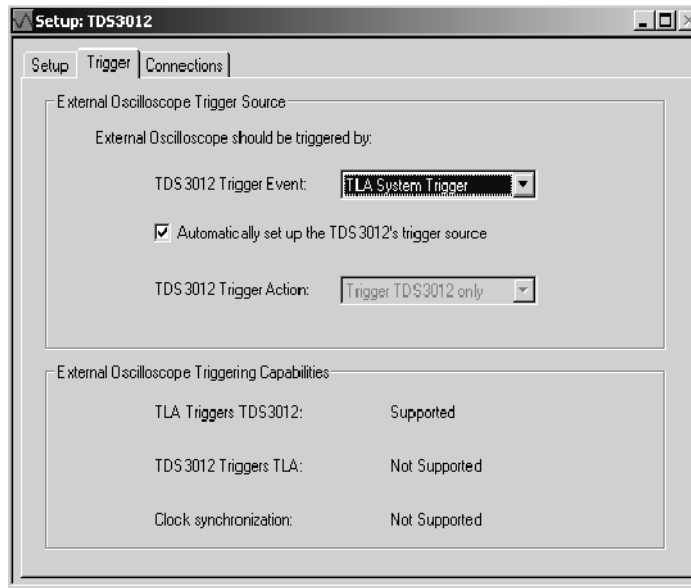 Setup: TDS3012
Setup Trigger Connections
External Oscilloscope Trigger Source
External Oscilloscope should be triggered by:
TDS3012 Trigger Event: TLA System Trigger
Automatically set up the TDS3012's trigger source
TDS3012 Trigger Action: Trigger TDS3012 only
External Oscilloscope Triggering Capabilities
TLA Triggers TDS3012: Supported
TDS3012 Triggers TLA: Not Supported
Clock synchronization: Not Supported